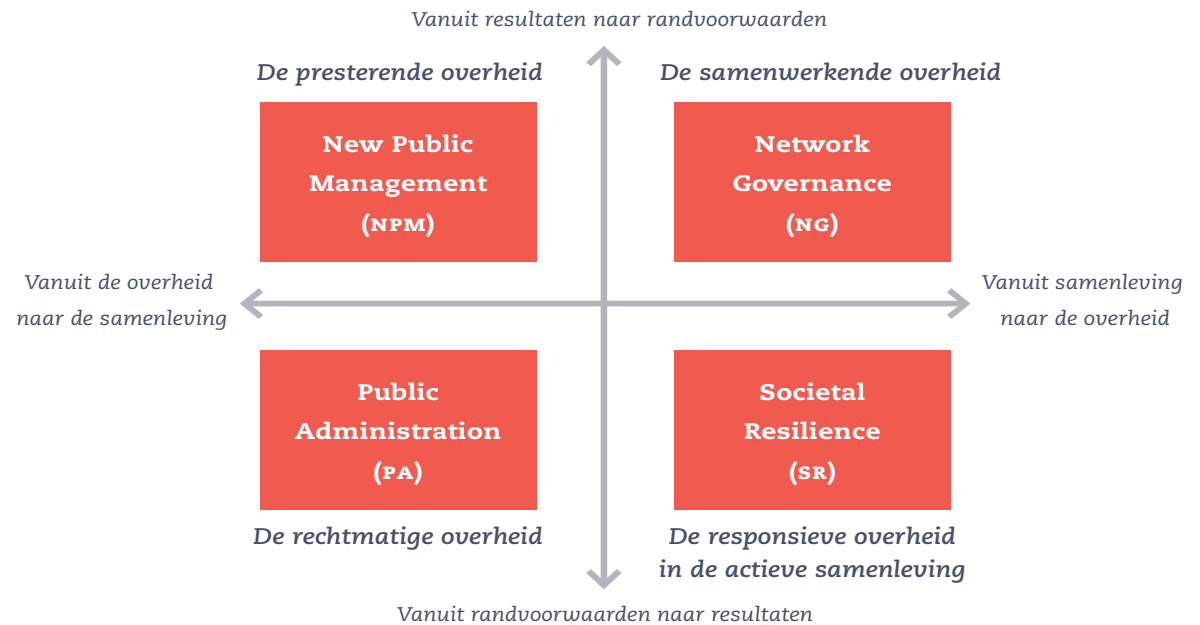 Vanuit resultaten naar randvoorwaarden
De presterende overheid
De samenwerkende overheid
New Public
Management
(NPM)
Network
Governance
(NG)
Vanuit de overheid
naar de samenleving
Vanuit samenleving
naar de overheid
Public
Administration
(PA)
Societal
Resilience
(SR)
De rechtmatige overheid
De responsieve overheid
in de actieve samenleving
Vanuit randvoorwaarden naar resultaten